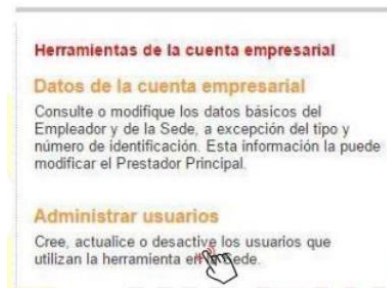 Herramientas de la cuenta empresarial
Datos de la cuenta empresarial
Consulte o modifique los datos básicos del
Empleador y de la Sede, a excepción del tipo y
número de identificación. Esta información la puede
modificar el Prestador Principal.
Administrar usuarios
Cree, actualice o desactive los usuarios que
utilizan la herramienta en Sede.